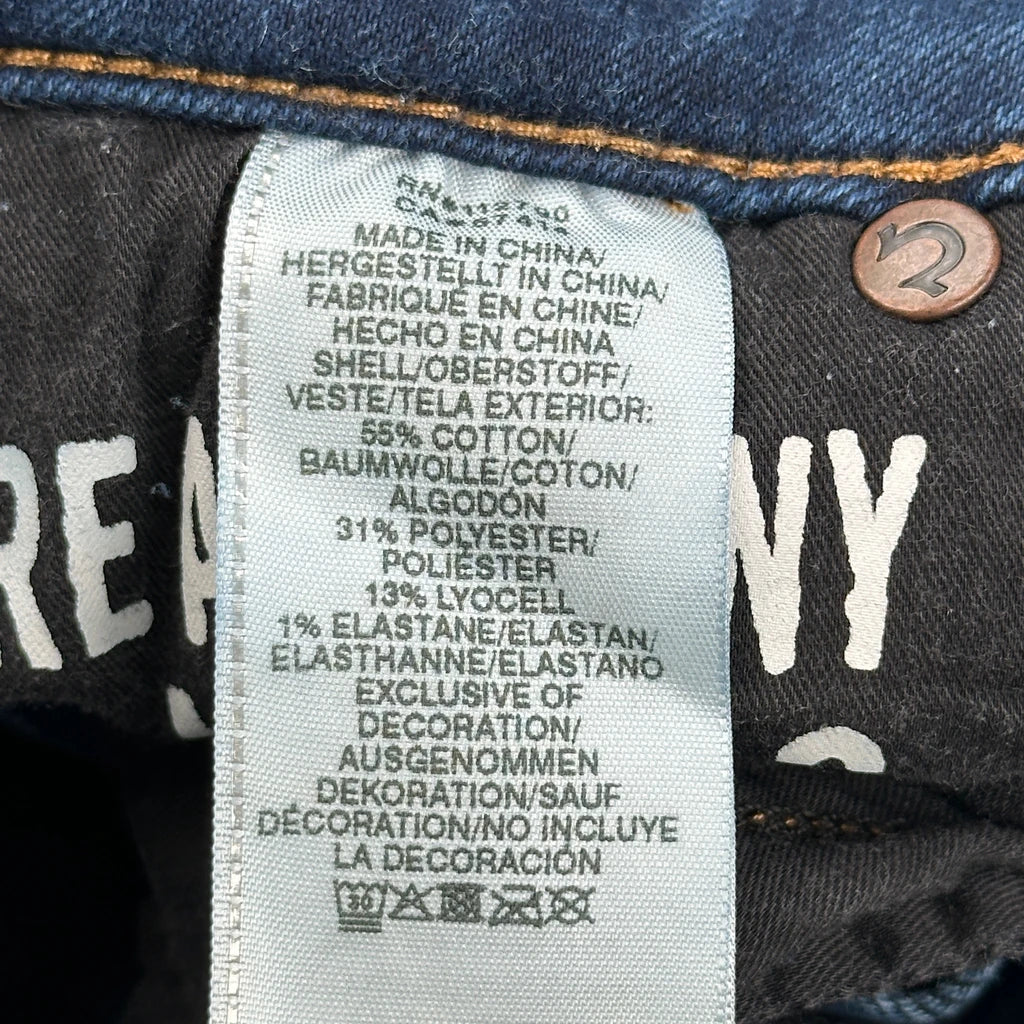 MADE IN CHINA/
HERGESTELLT IN CHINA/
FABRIQUÉ EN CHINE/
HECHO EN CHINA
SHELL/OBERSTOFF/
VESTE/TELA EXTERIOR:
55% COTTON/
BAUMWOLLE/COTON/
ALGODÓN
31% POLYESTER/
POLIÉSTER
13% LYOCELL
1% ELASTANE/ELASTAN/
ELASTHANNE/ELASTANO
EXCLUSIVE OF
DECORATION/
AUSGENOMMEN
DEKORATION/SAUF
DÉCORATION/NO INCLUYE
LA DECORACIÓN
30
NY